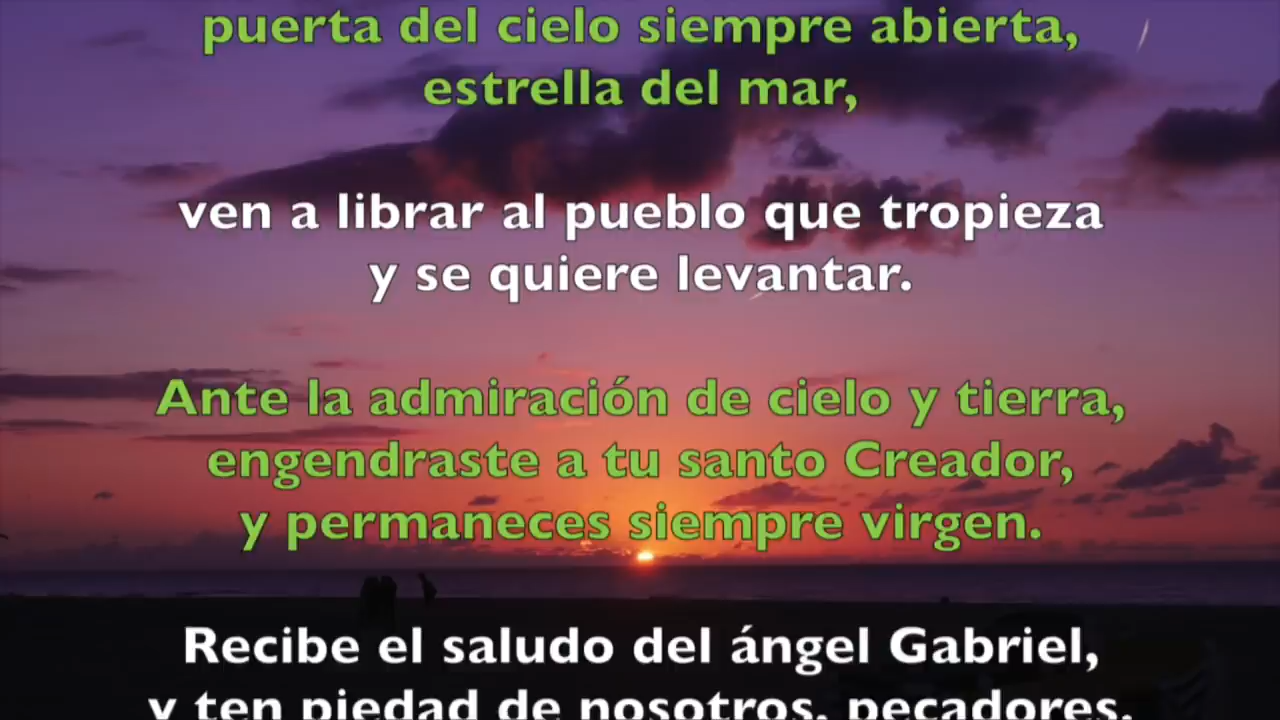 puerta del cielo siempre abierta,
estrella del mar,
ven a librar al pueblo que tropieza
y se quiere levantar.
Ante la admiración de cielo y tierra,
engendraste a tu santo Creador,
y permaneces siempre virgen.
Recibe el saludo del ángel Gabriel,
y ten piedad de nosotros, pecadores.